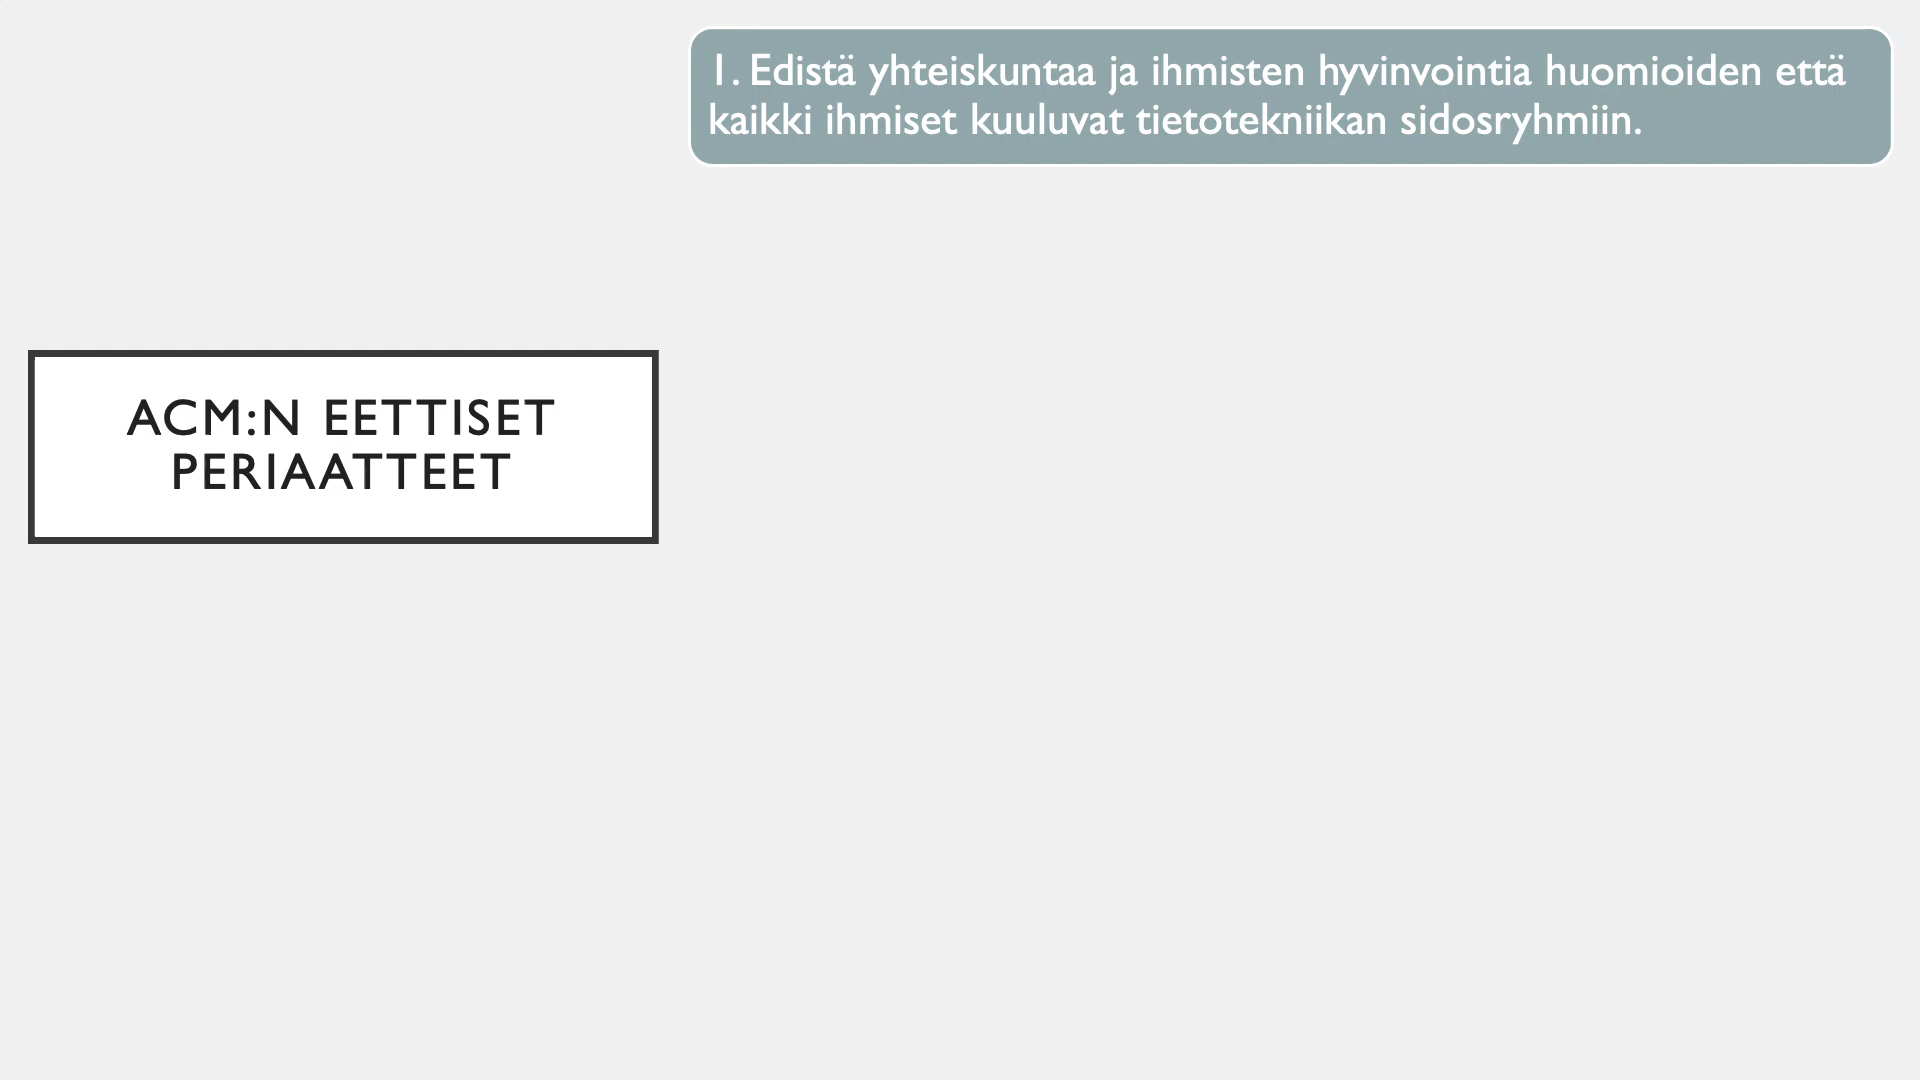 ACM:N EETTISET
PERIAATTEET
1. Edistä yhteiskuntaa ja ihmisten hyvinvointia huomioiden että
kaikki ihmiset kuuluvat tietotekniikan sidosryhmiin.